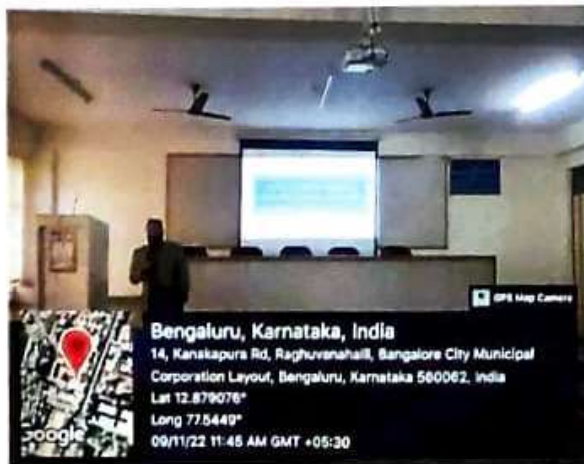 GPS Map Camera
Bengaluru, Karnataka, India
14, Kanakapura Rd, Raghuvanahalli, Bangalore City Municipal
Corporation Layout, Bengaluru, Karnataka 560062, India
Lat 12.879076°
Long 77.5449°
09/11/22 11:45 AM GMT +05:30
Google